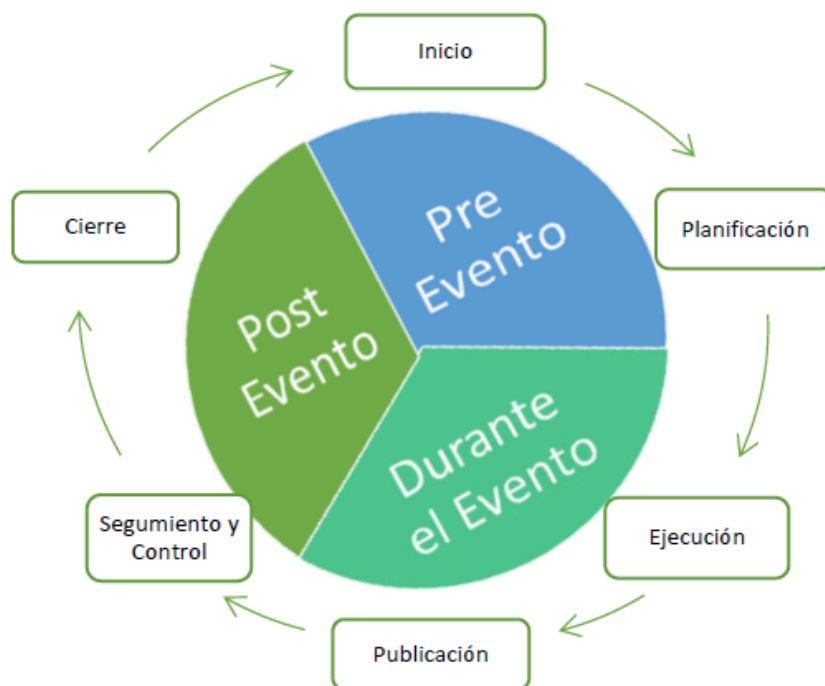 Inicio
Planificación
Ejecución
Publicación
Segumiento y
Control
Cierre
Pre
Evento
Durante
el Evento
Post
Evento